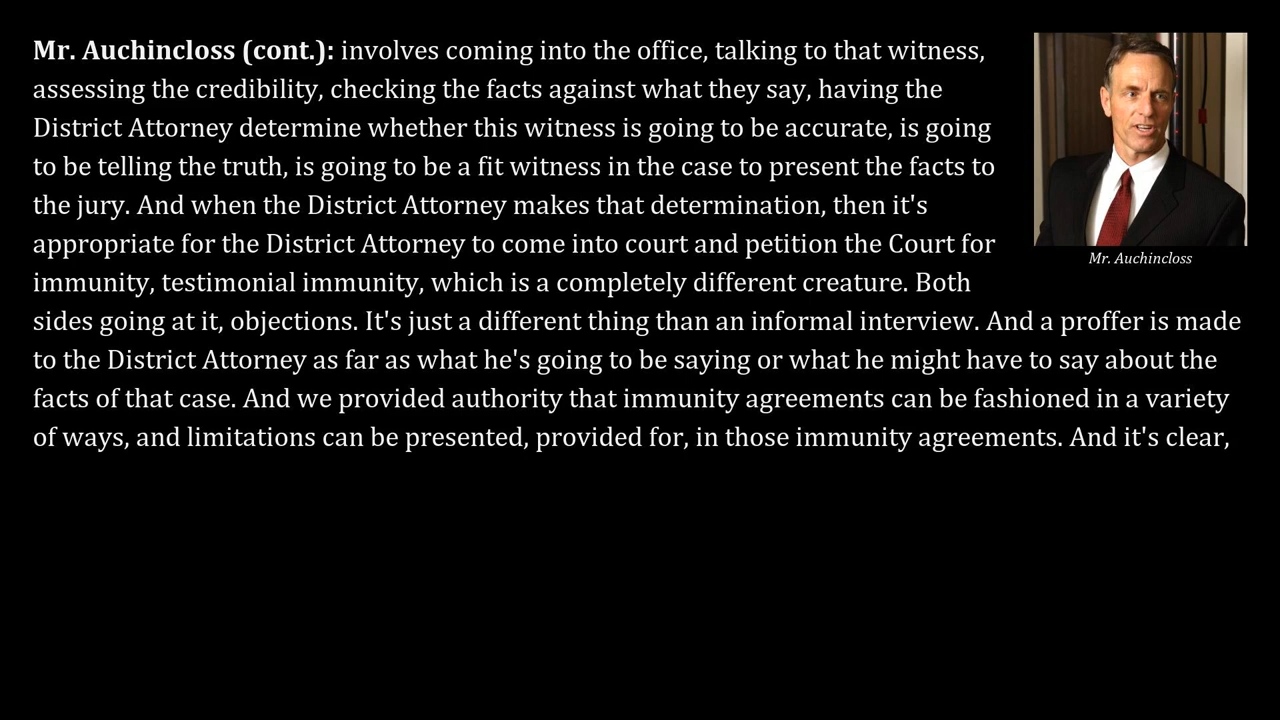 Mr. Auchincloss (cont.): involves coming into the office, talking to that witness,
assessing the credibility, checking the facts against what they say, having the
District Attorney determine whether this witness is going to be accurate, is going
to be telling the truth, is going to be a fit witness in the case to present the facts to
the jury. And when the District Attorney makes that determination, then it's
appropriate for the District Attorney to come into court and petition the Court for
immunity, testimonial immunity, which is a completely different creature. Both
sides going at it, objections. It's just a different thing than an informal interview. And a proffer is made
to the District Attorney as far as what he's going to be saying or what he might have to say about the
facts of that case. And we provided authority that immunity agreements can be fashioned in a variety
of ways, and limitations can be presented, provided for, in those immunity agreements. And it's clear,
Mr. Auchincloss